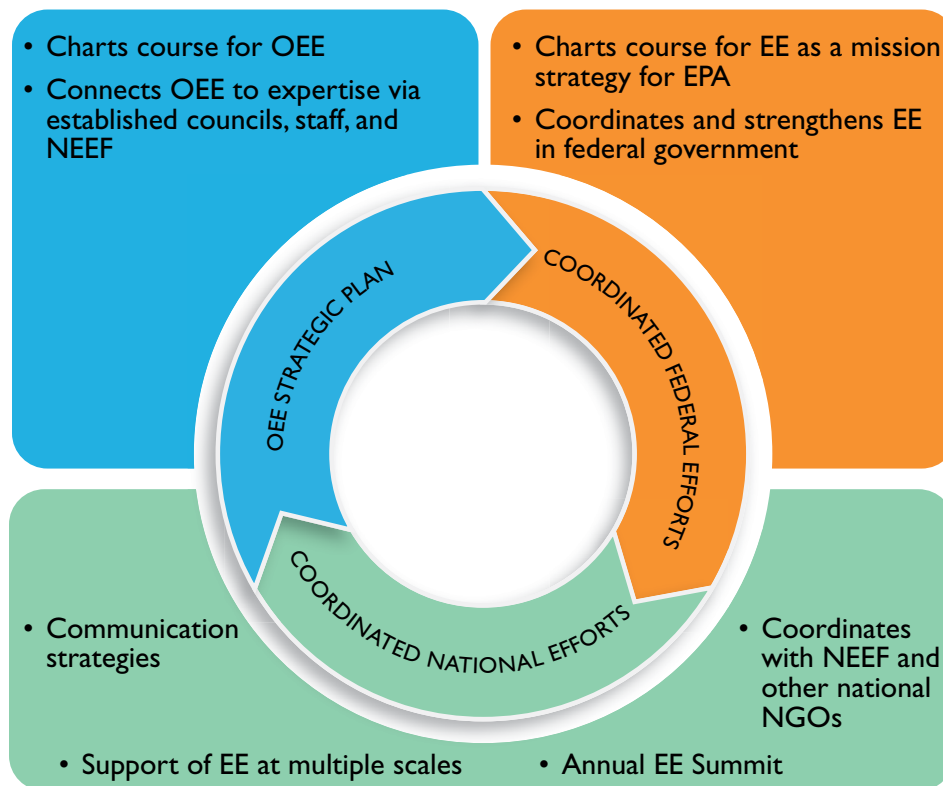 • Charts course for OEE
• Connects OEE to expertise via
established councils, staff, and
NEEF
• Charts course for EE as a mission
strategy for EPA
• Coordinates and strengthens EE
in federal government
OEE STRATEGIC PLAN
COORDINATED FEDERAL EFFORTS
COORDINATED NATIONAL EFFORTS
• Communication
strategies
• Coordinates
with NEEF and
other national
NGOs
• Support of EE at multiple scales
• Annual EE Summit